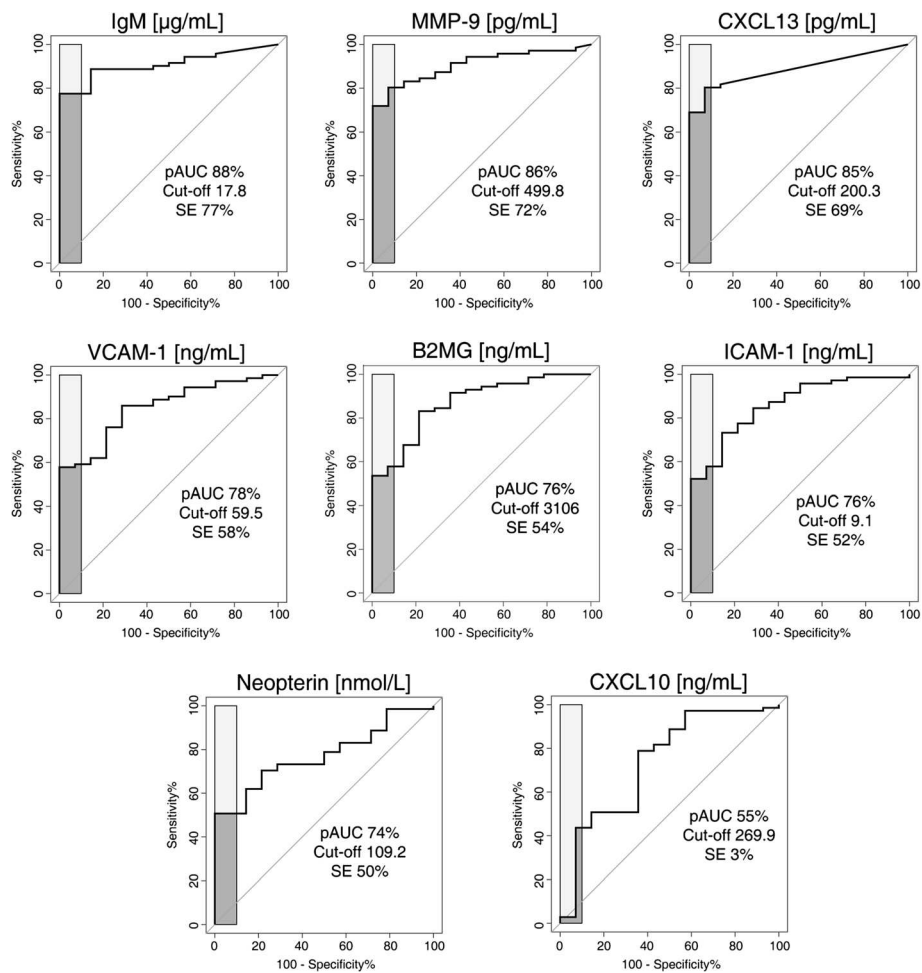 IgM [µg/mL]
MMP-9 [pg/mL]
CXCL13 [pg/mL]
Sensitivity%
0 20 40 60 80 100
pAUC 88%
Cut-off 17.8
SE 77%
0 20 40 60 80 100
100 - Specificity%
Sensitivity%
0 20 40 60 80 100
pAUC 86%
Cut-off 499.8
SE 72%
0 20 40 60 80 100
100 - Specificity%
Sensitivity%
0 20 40 60 80 100
pAUC 85%
Cut-off 200.3
SE 69%
0 20 40 60 80 100
100 - Specificity%
VCAM-1 [ng/mL]
B2MG [ng/mL]
ICAM-1 [ng/mL]
Sensitivity%
0 20 40 60 80 100
pAUC 78%
Cut-off 59.5
SE 58%
0 20 40 60 80 100
100 - Specificity%
Sensitivity%
0 20 40 60 80 100
pAUC 76%
Cut-off 3106
SE 54%
0 20 40 60 80 100
100 - Specificity%
Sensitivity%
0 20 40 60 80 100
pAUC 76%
Cut-off 9.1
SE 52%
0 20 40 60 80 100
100 - Specificity%
Neopterin [nmol/L]
CXCL10 [ng/mL]
Sensitivity%
0 20 40 60 80 100
pAUC 74%
Cut-off 109.2
SE 50%
0 20 40 60 80 100
100 - Specificity%
Sensitivity%
0 20 40 60 80 100
pAUC 55%
Cut-off 269.9
SE 3%
0 20 40 60 80 100
100 - Specificity%